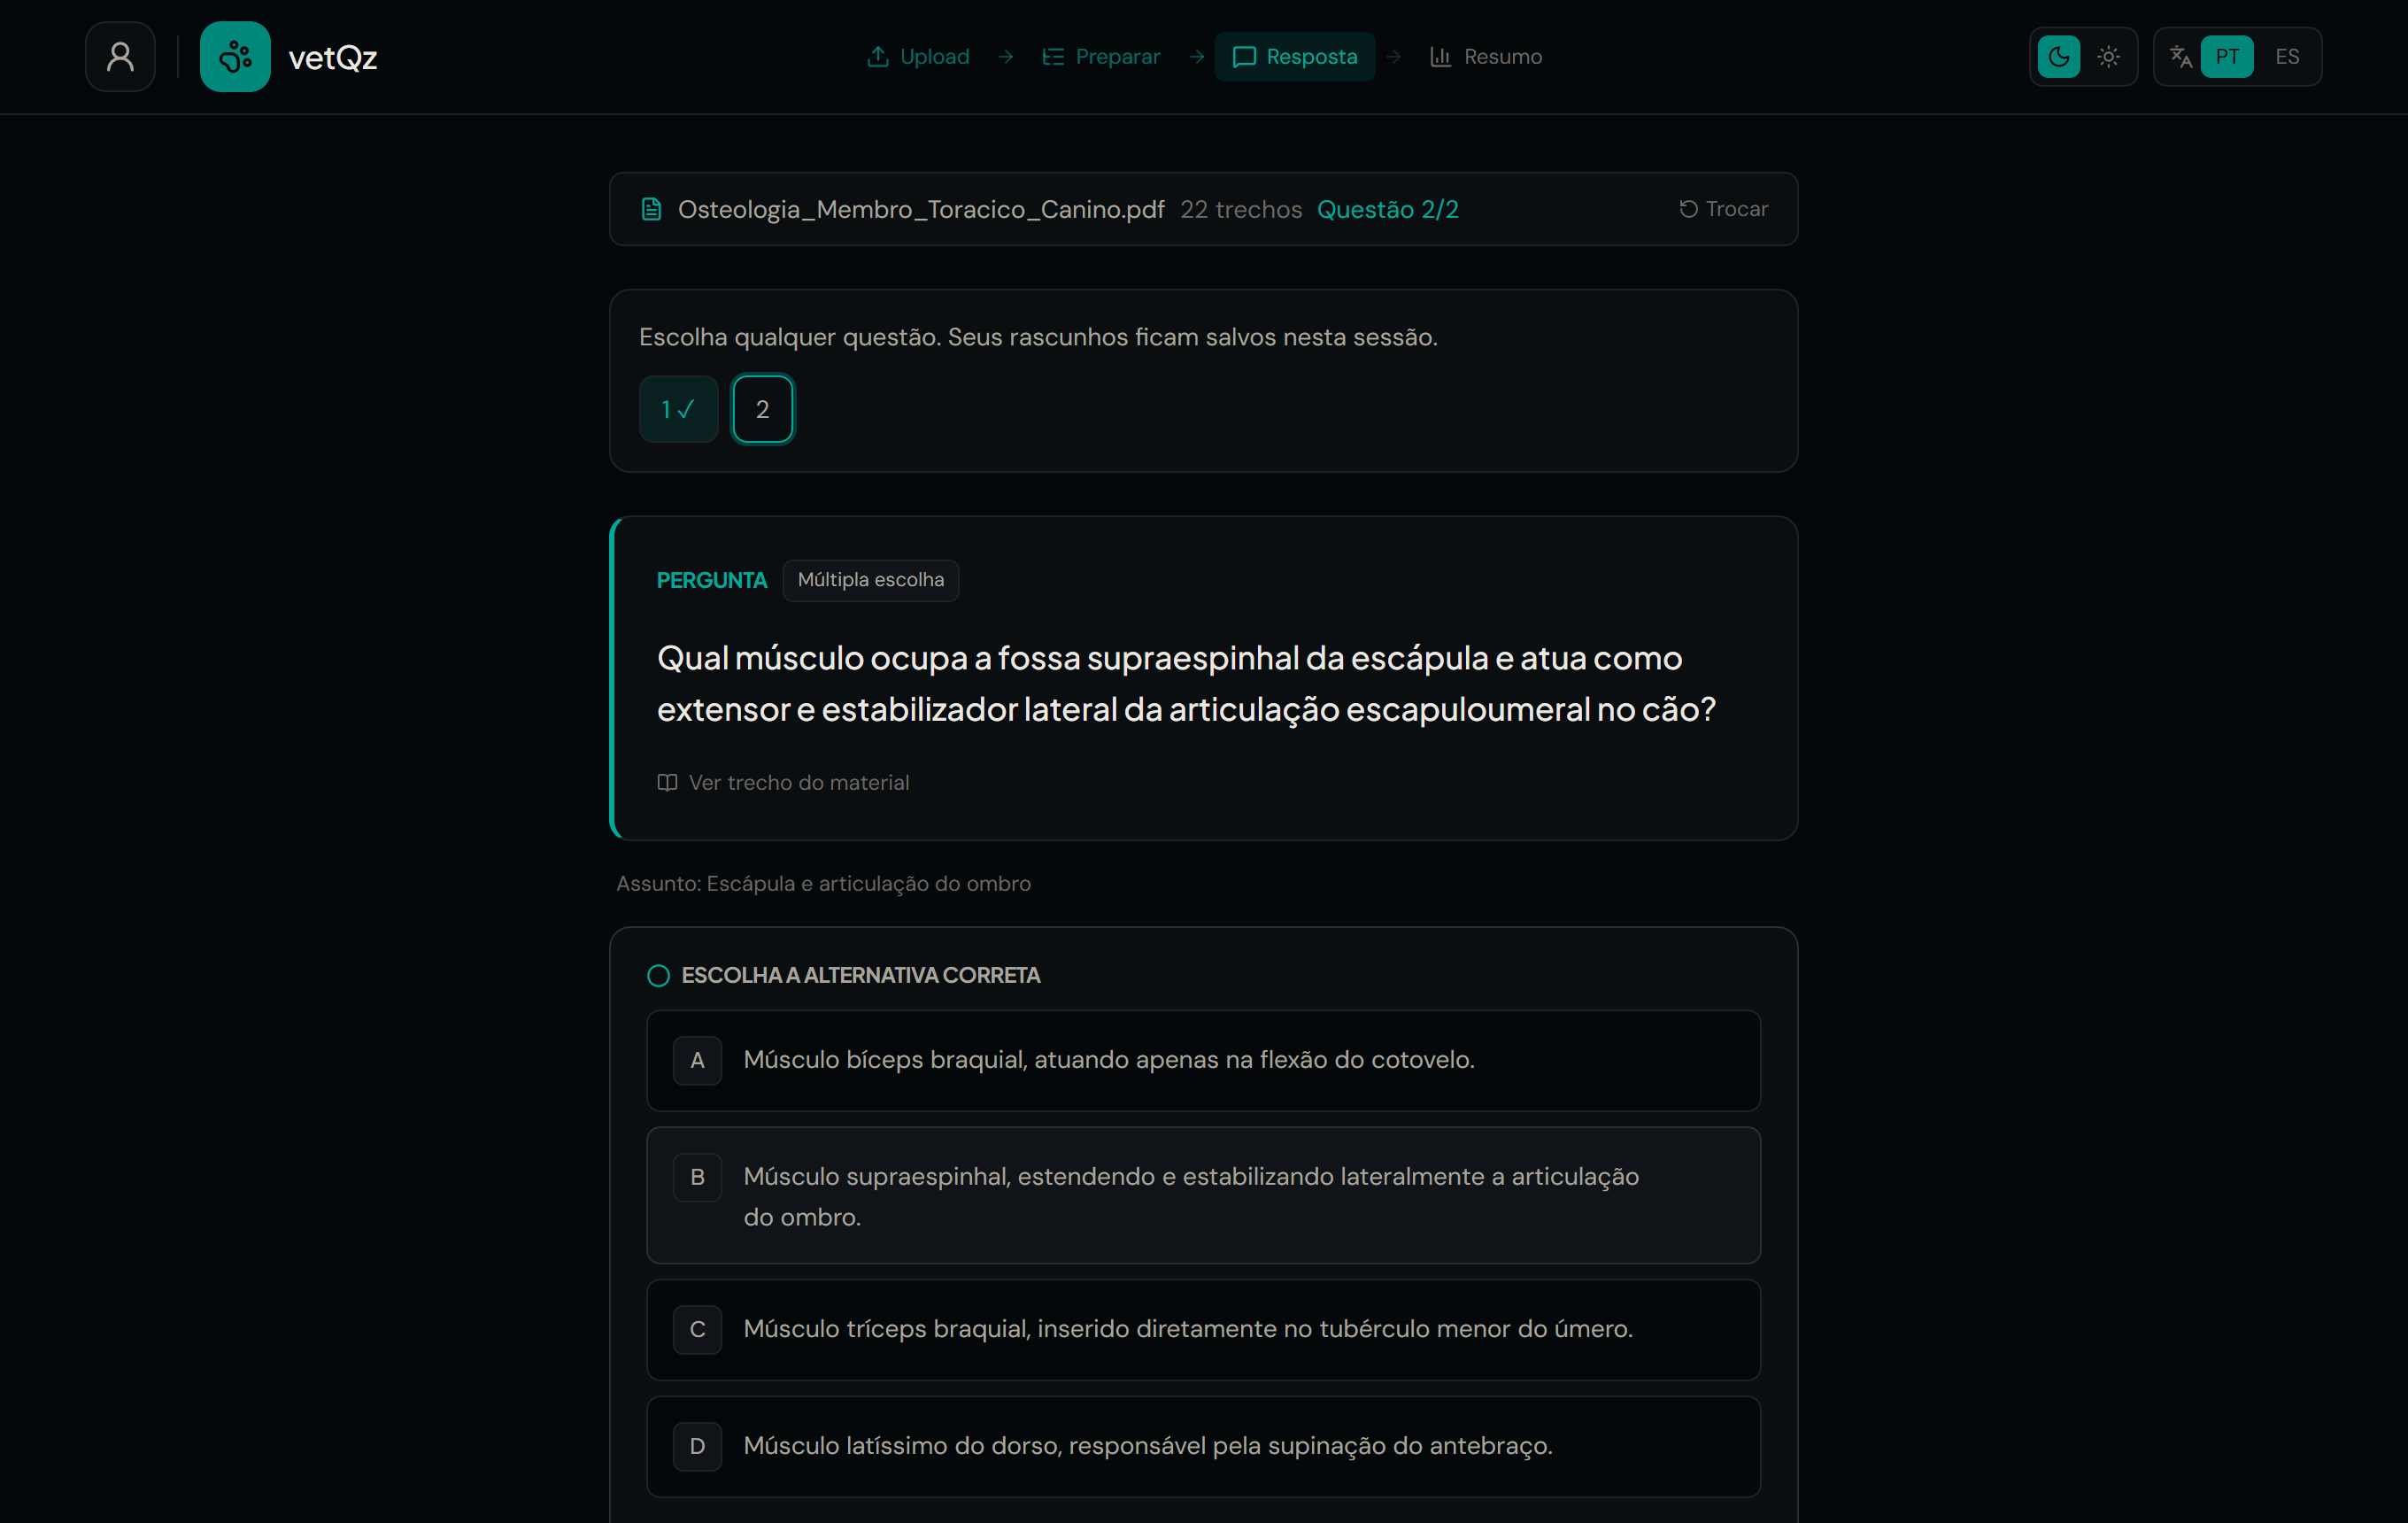 vetQz
Upload
Preparar
Resposta
Resumo
PT
ES
Osteologia_Membro_Toracico_Canino.pdf 22 trechos Questão 2/2
Trocar
Escolha qualquer questão. Seus rascunhos ficam salvos nesta sessão.
1 ✓
2
PERGUNTA
Múltipla escolha
Qual músculo ocupa a fossa supraespinhal da escápula e atua como
extensor e estabilizador lateral da articulação escapuloumeral no cão?
Ver trecho do material
Assunto: Escápula e articulação do ombro
ESCOLHA A ALTERNATIVA CORRETA
A Músculo bíceps braquial, atuando apenas na flexão do cotovelo.
B Músculo supraespinhal, estendendo e estabilizando lateralmente a articulação
do ombro.
C Músculo tríceps braquial, inserido diretamente no tubérculo menor do úmero.
D Músculo latíssimo do dorso, responsável pela supinação do antebraço.